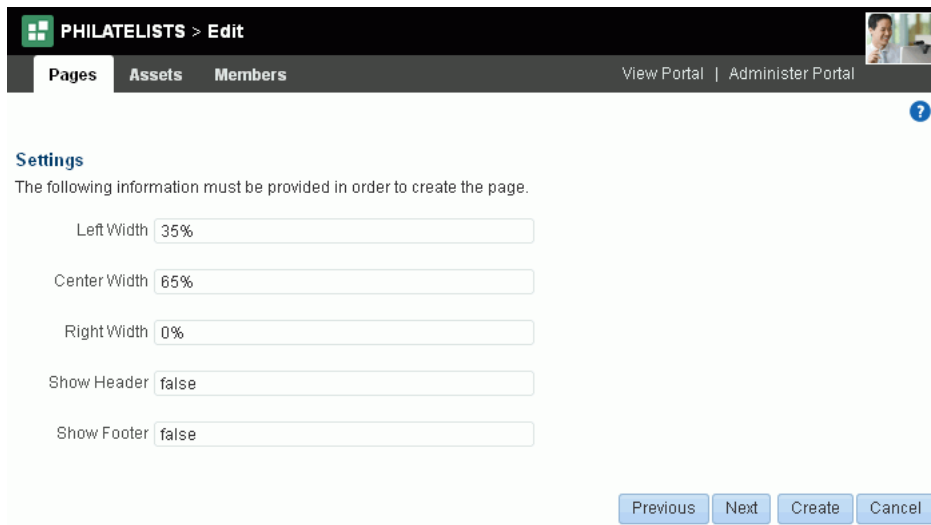 PHILATELISTS > Edit
Pages Assets Members View Portal | Administer Portal
?
Settings
The following information must be provided in order to create the page.
Left Width 35%
Center Width 65%
Right Width 0%
Show Header false
Show Footer false
Previous Next Create Cancel